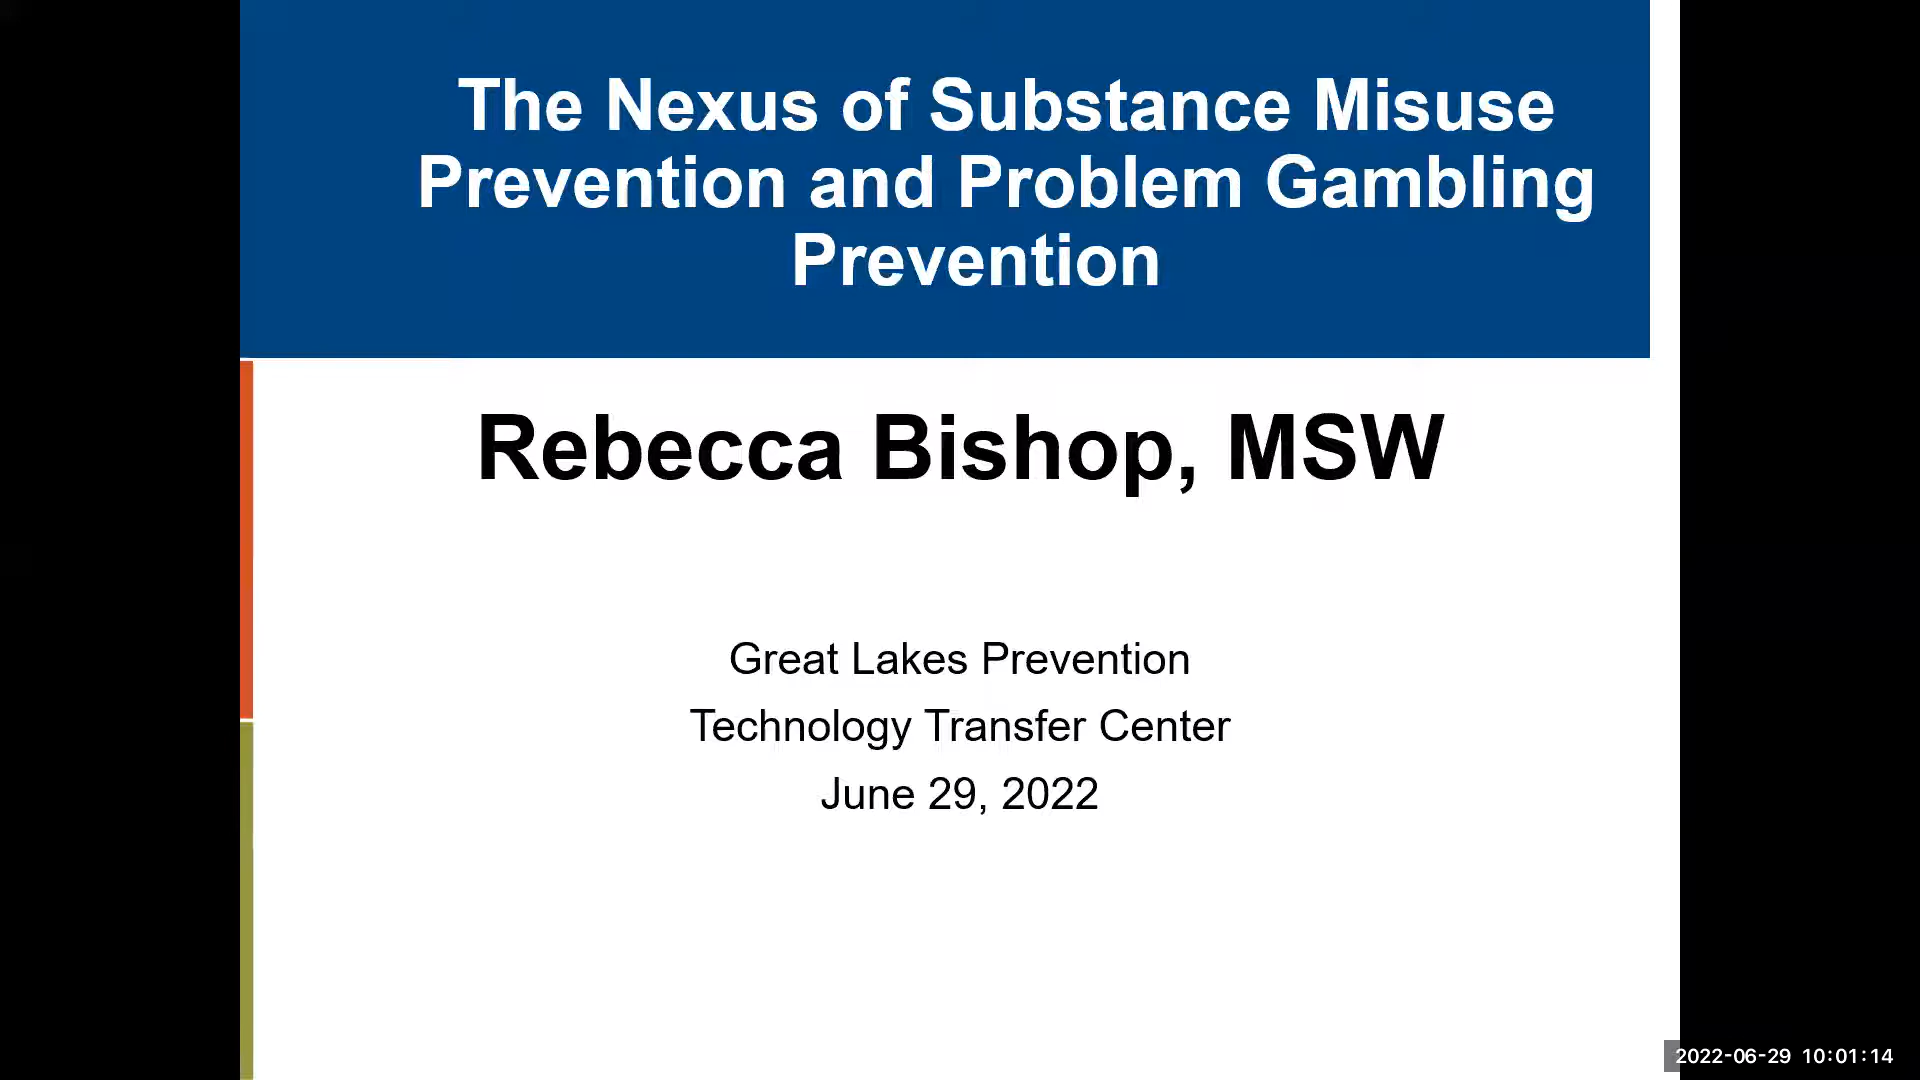 The Nexus of Substance Misuse
Prevention and Problem Gambling
Prevention
Rebecca Bishop, MSW
Great Lakes Prevention
Technology Transfer Center
June 29, 2022
2022-06-29 10:01:14